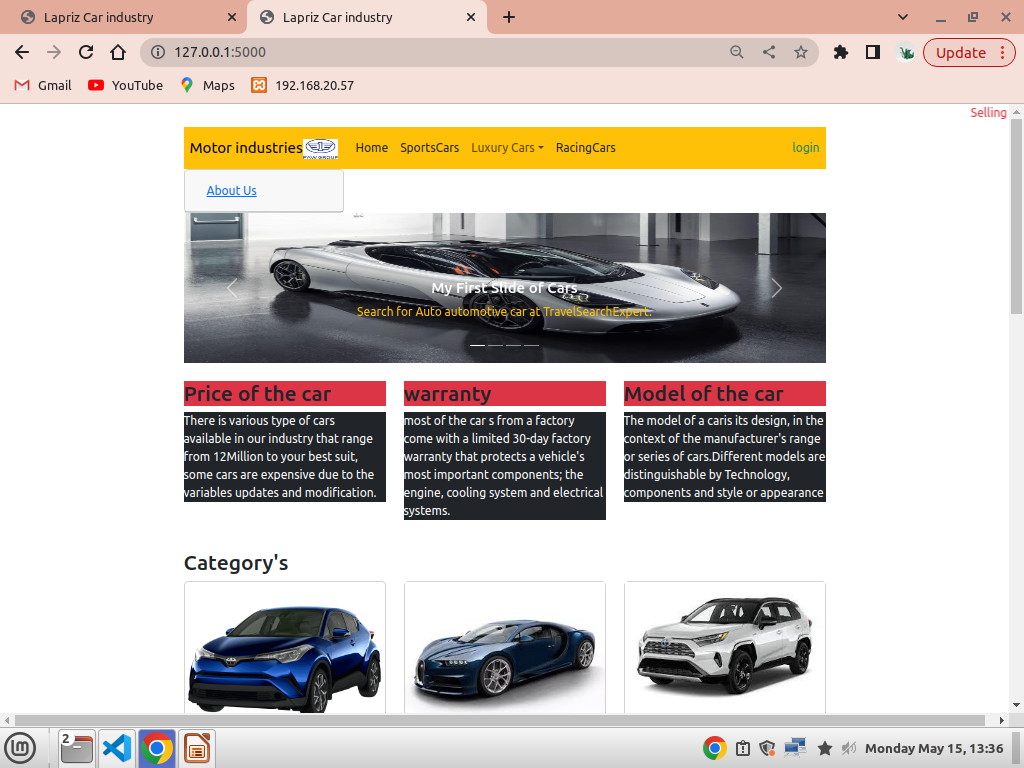 Lapriz Car industry
Lapriz Car industry
127.0.0.1:5000
Update
Gmail
YouTube
Maps
192.168.20.57
Selling
Motor industries
FAW GROUP
Home
SportsCars
Luxury Cars
RacingCars
login
About Us
My First Slide of Cars
Search for Auto automotive car at TravelSearchExpert.
Price of the car
There is various type of cars
available in our industry that range
from 12Million to your best suit,
some cars are expensive due to the
variables updates and modification.
warranty
most of the car s from a factory
come with a limited 30-day factory
warranty that protects a vehicle's
most important components; the
engine, cooling system and electrical
systems.
Model of the car
The model of a caris its design, in the
context of the manufacturer's range
or series of cars.Different models are
distinguishable by Technology,
components and style or appearance
Category's
2
Monday May 15, 13:36